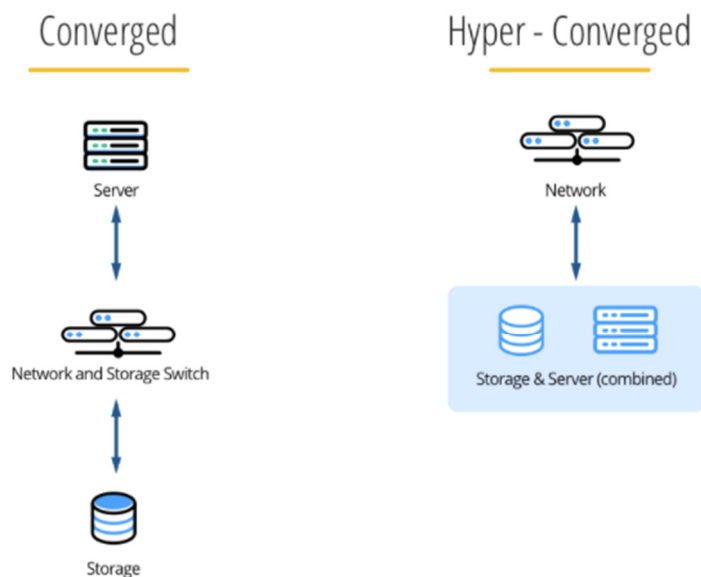 Converged
Server
Network and Storage Switch
Storage
Hyper - Converged
Network
Storage & Server (combined)